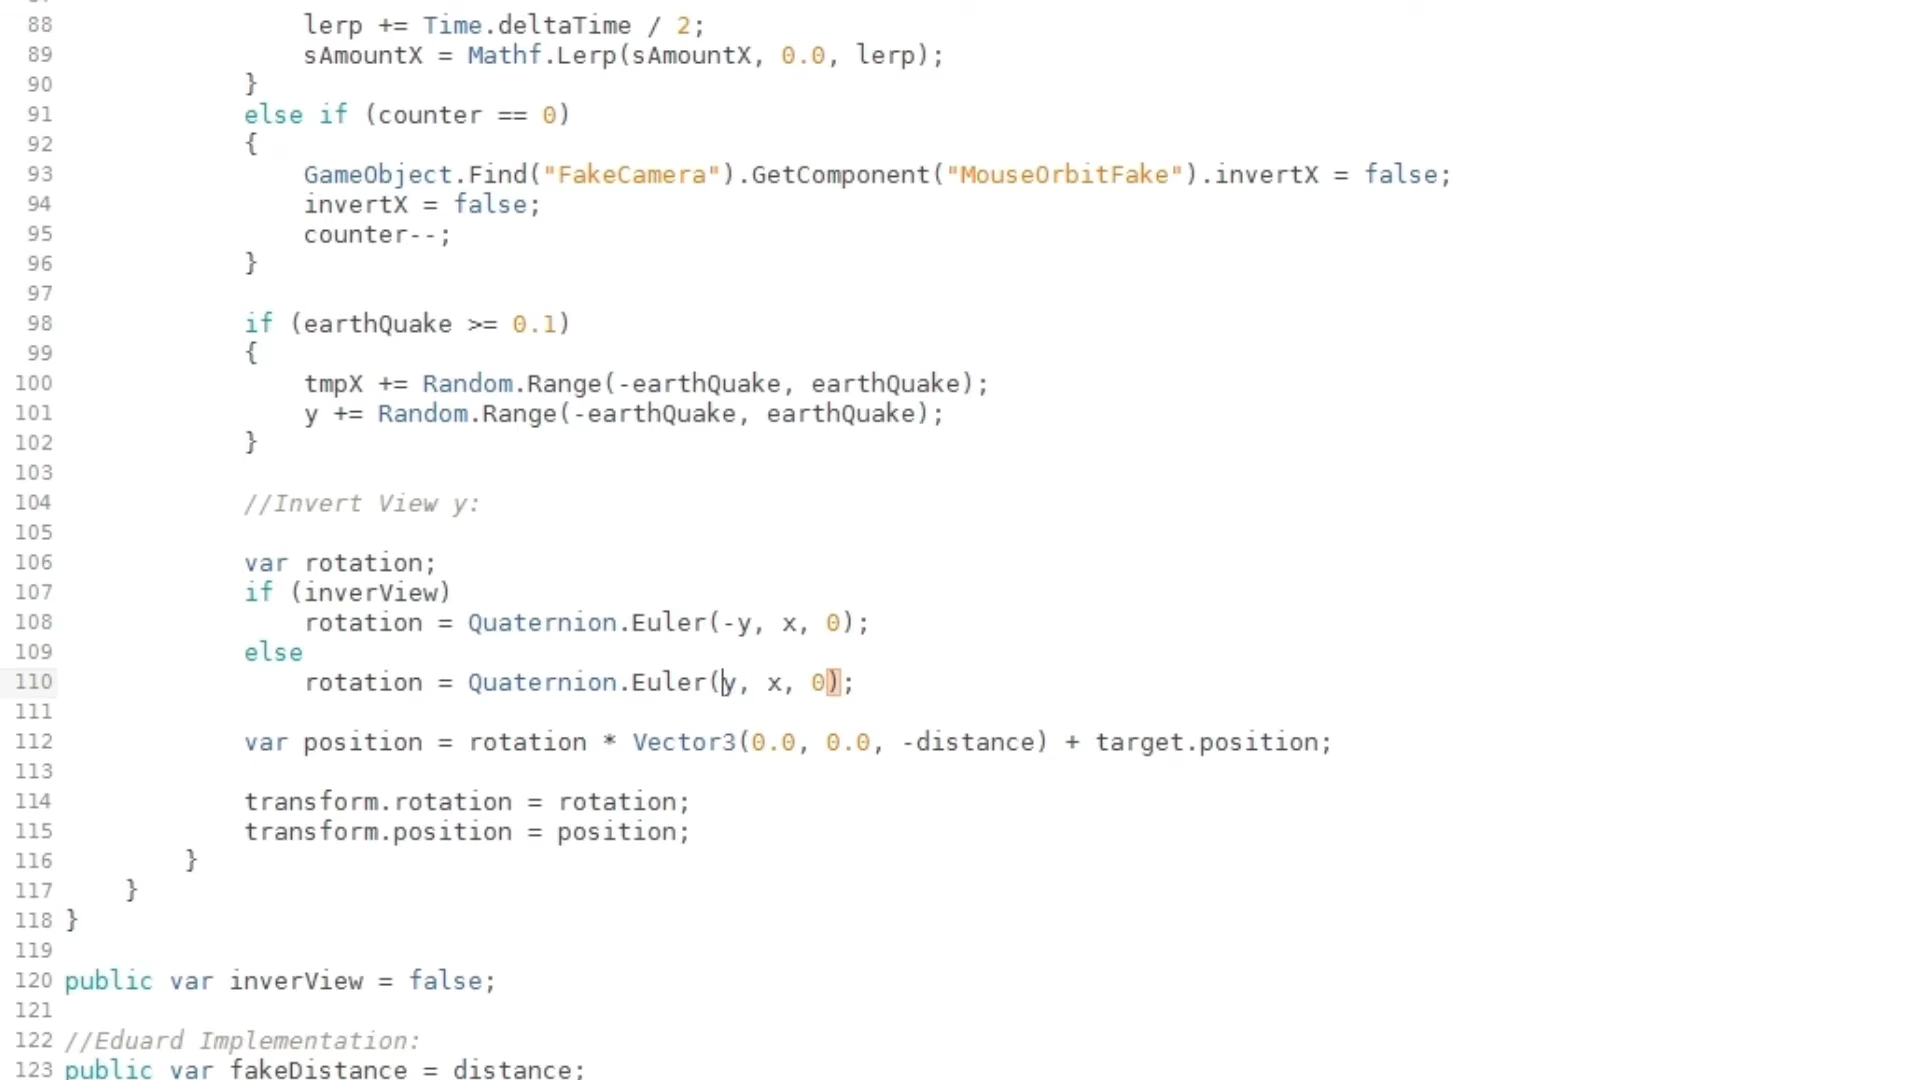 88 lerp += Time.deltaTime / 2;
89 sAmountX = Mathf.Lerp(sAmountX, 0.0, lerp);
90 }
91 else if (counter == 0)
92 {
93 GameObject.Find("FakeCamera").GetComponent("MouseOrbitFake").invertX = false;
94 invertX = false;
95 counter--;
96 }
97
98 if (earthQuake >= 0.1)
99 {
100 tmpX += Random.Range(-earthQuake, earthQuake);
101 y += Random.Range(-earthQuake, earthQuake);
102 }
103
104 //Invert View y:
105
106 var rotation;
107 if (inverView)
108 rotation = Quaternion.Euler(-y, x, 0);
109 else
110 rotation = Quaternion.Euler(y, x, 0);
111
112 var position = rotation * Vector3(0.0, 0.0, -distance) + target.position;
113
114 transform.rotation = rotation;
115 transform.position = position;
116 }
117 }
118 }
119
120 public var inverView = false;
121
122 //Eduard Implementation:
123 public var fakeDistance = distance;